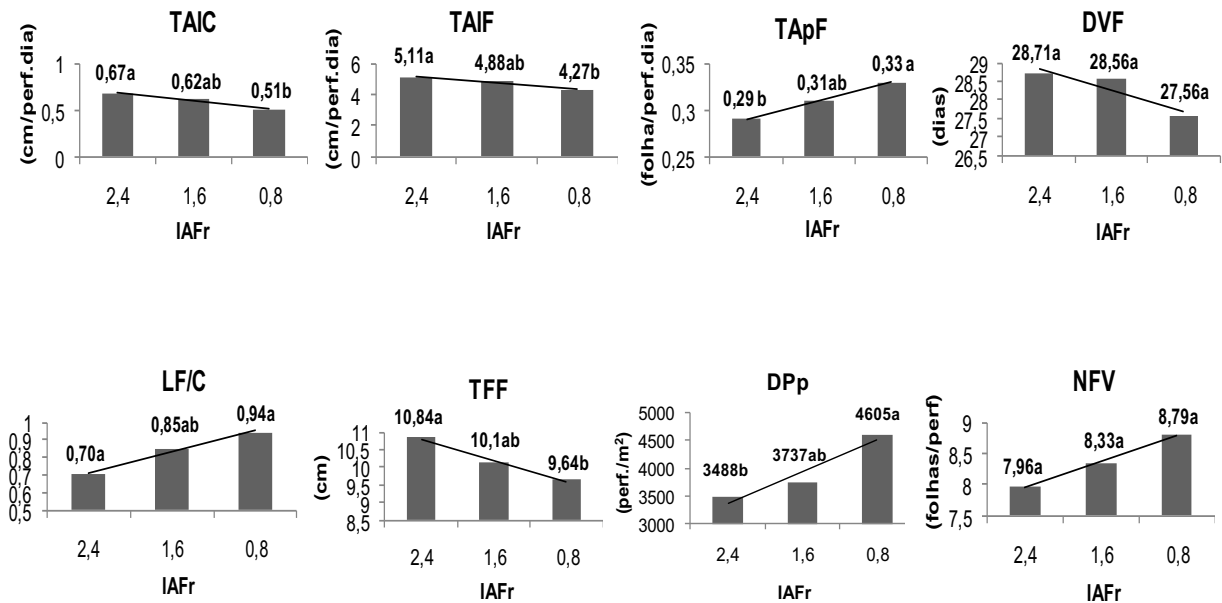 TAlC
(cm/perf.dia)
1
0,5
0
0,67a
0,62ab
0,51b
2,4
1,6
0,8
IAFr
TAlF
(cm/perf.dia)
6
4
2
0
5,11a
4,88ab
4,27b
2,4
1,6
0,8
IAFr
TApF
(folha/perf.dia)
0,35
0,3
0,25
0,29 b
0,31ab
0,33 a
2,4
1,6
0,8
IAFr
DVF
(dias)
29
28,5
28
27,5
27
26,5
28,71a
28,56a
27,56a
2,4
1,6
0,8
IAFr
LF/C
1
0,9
0,8
0,7
0,6
0,5
0,70a
0,85ab
0,94a
2,4
1,6
0,8
IAFr
TFF
(cm)
11
10,5
10
9,5
9
8,5
10,84a
10,1ab
9,64b
2,4
1,6
0,8
IAFr
DPp
(perf./m²)
5000
4500
4000
3500
3000
3488b
3737ab
4605a
2,4
1,6
0,8
IAFr
NFV
(folhas/perf)
9
8,5
8
7,5
7,96a
8,33a
8,79a
2,4
1,6
0,8
IAFr